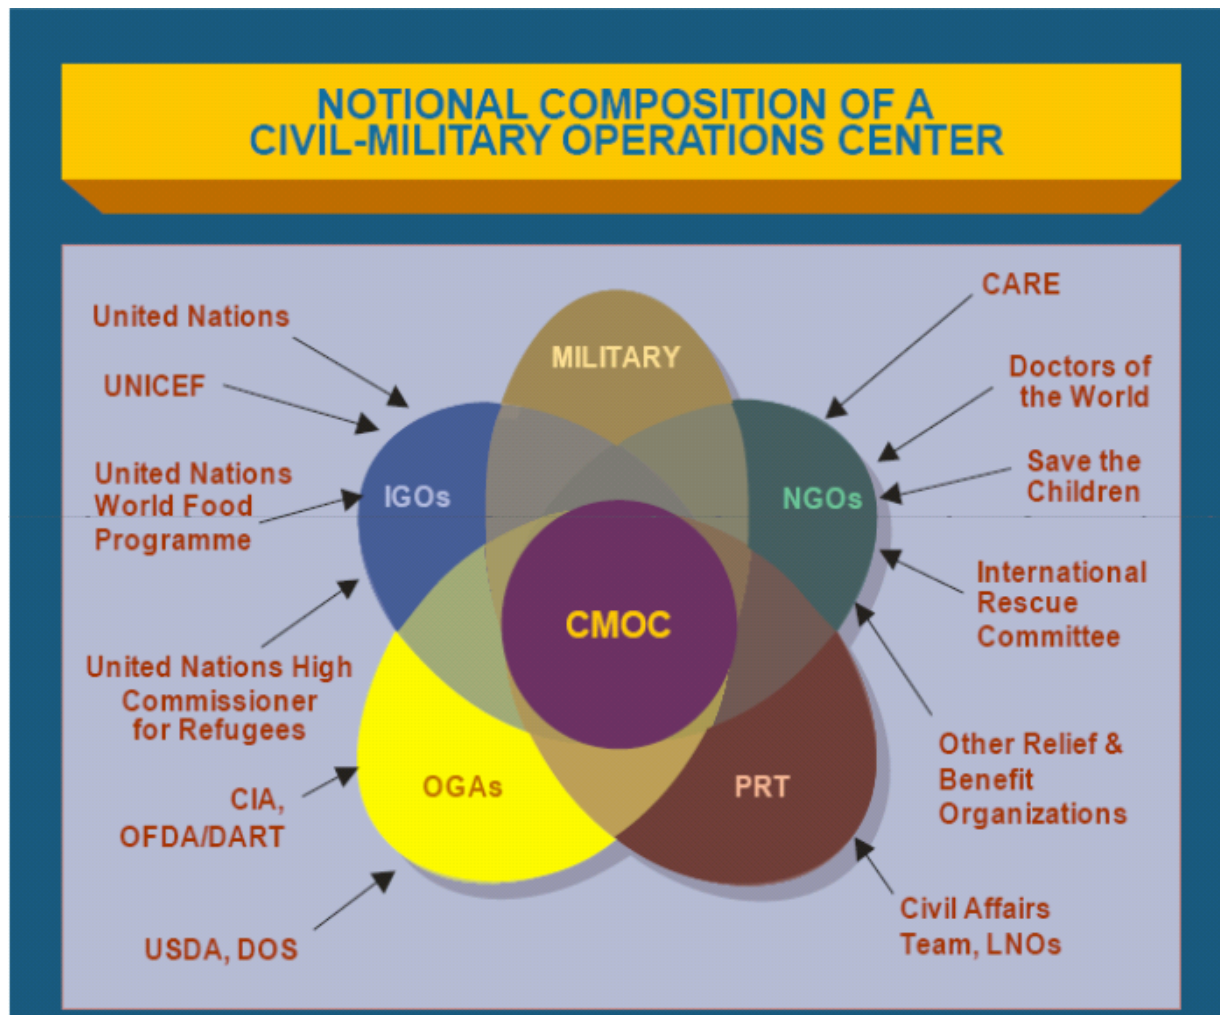 NOTIONAL COMPOSITION OF A
CIVIL-MILITARY OPERATIONS CENTER
United Nations
UNICEF
United Nations
World Food
Programme
United Nations High
Commissioner
for Refugees
CIA,
OFDA/DART
USDA, DOS
MILITARY
IGOs
NGOs
CMOC
OGAs
PRT
CARE
Doctors of
the World
Save the
Children
International
Rescue
Committee
Other Relief &
Benefit
Organizations
Civil Affairs
Team, LNOs